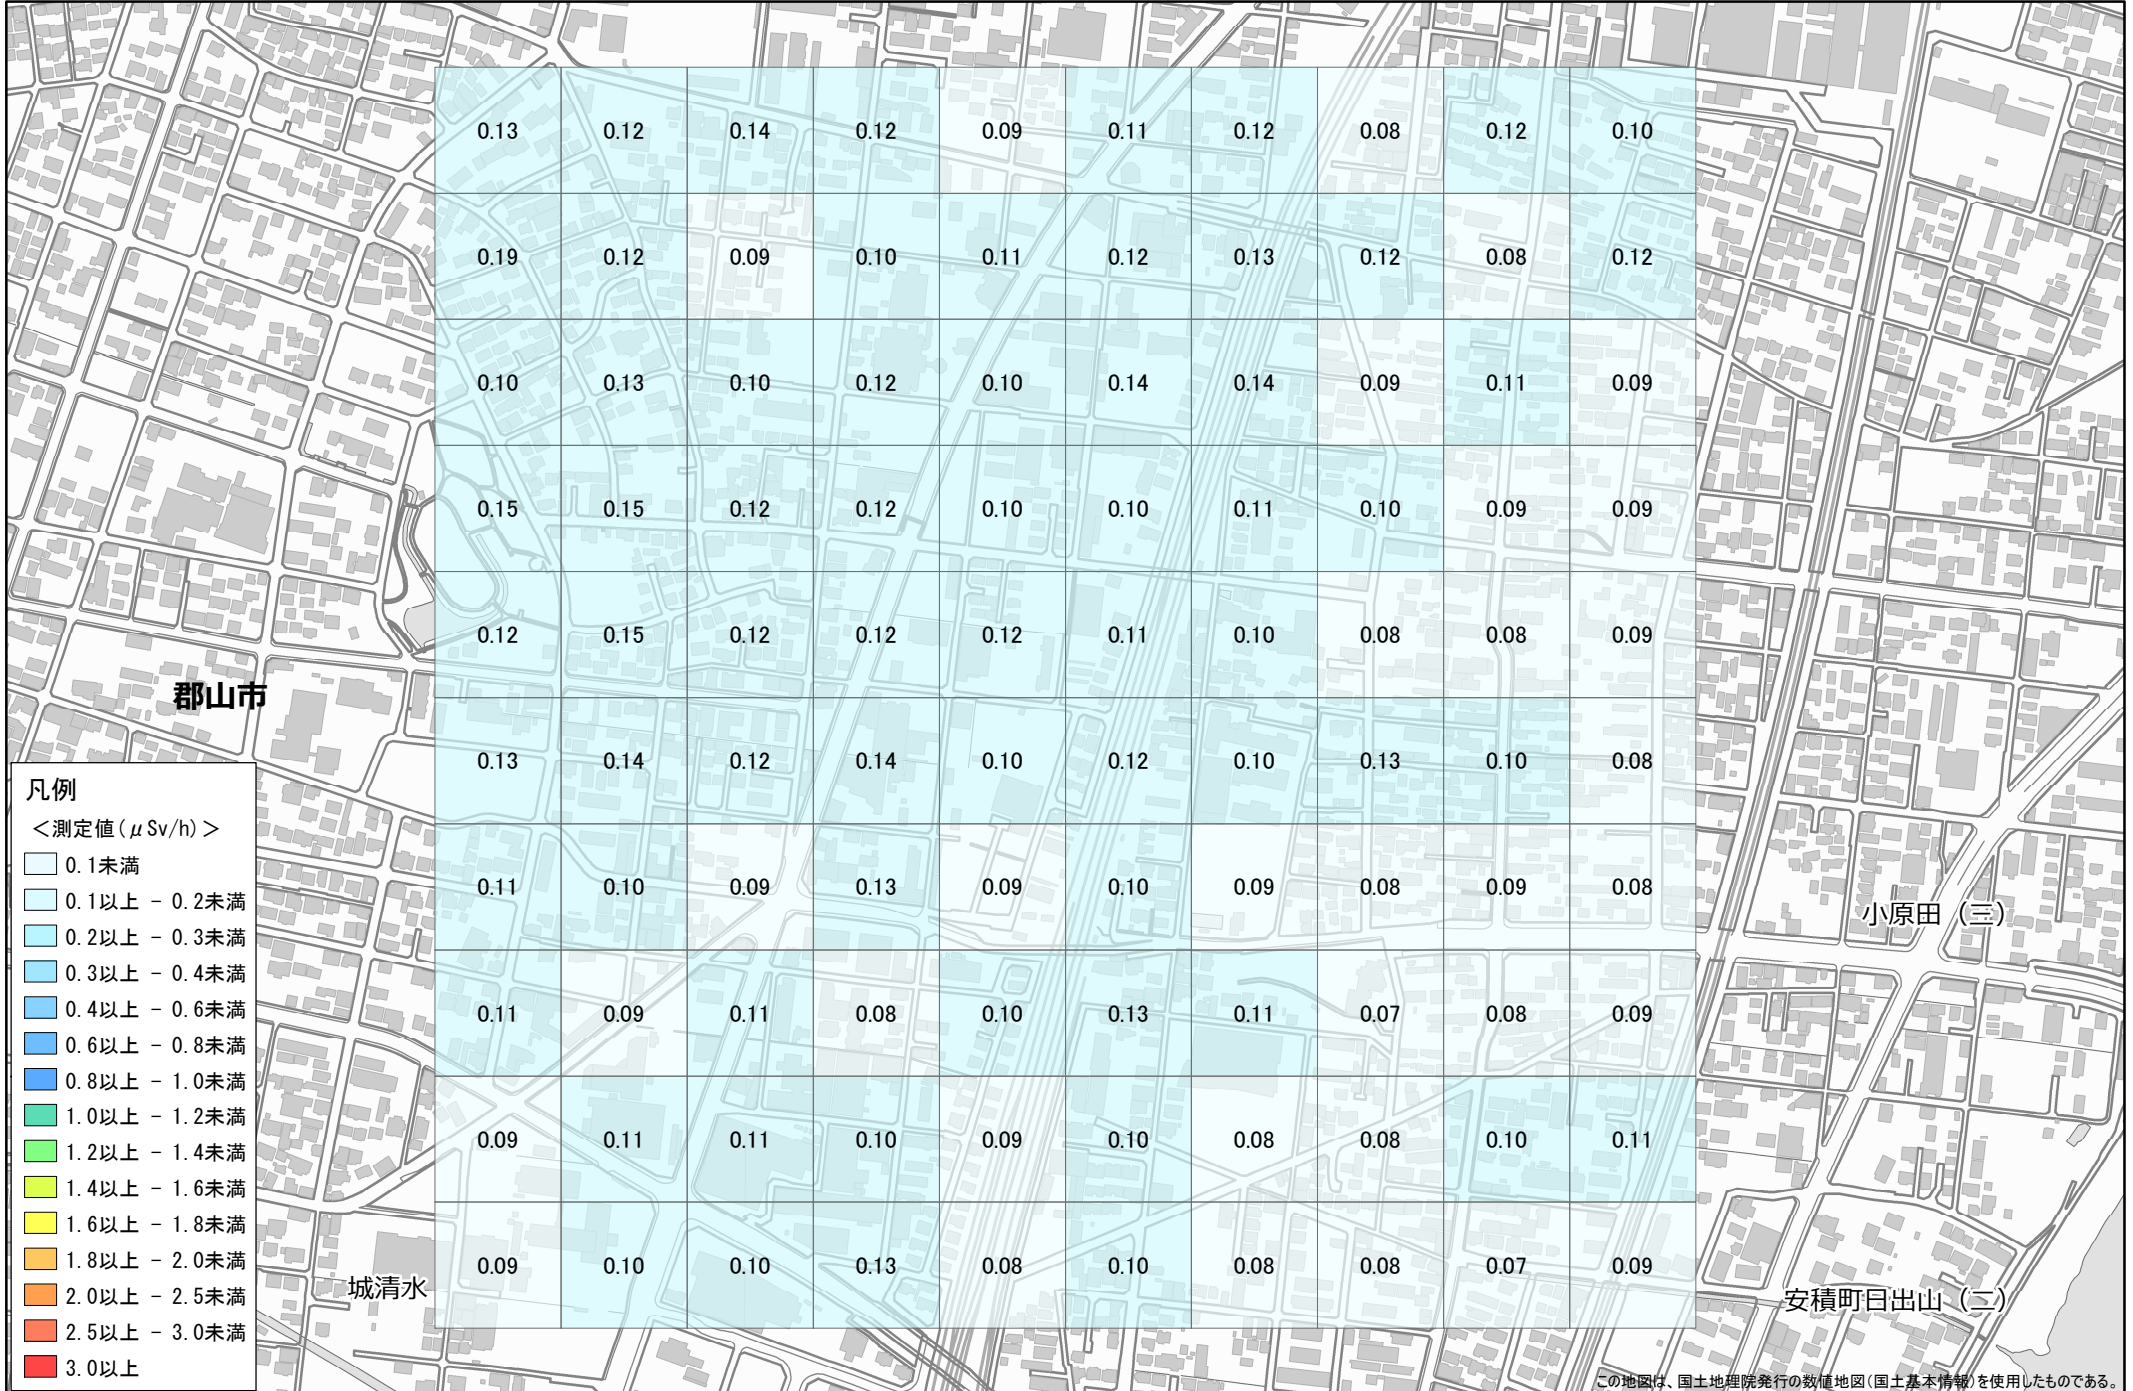 0.13 0.12 0.14 0.12 0.09 0.11 0.12 0.08 0.12 0.10
0.19 0.12 0.09 0.10 0.11 0.12 0.13 0.12 0.08 0.12
0.10 0.13 0.10 0.12 0.10 0.14 0.14 0.09 0.11 0.09
0.15 0.15 0.12 0.12 0.10 0.10 0.11 0.10 0.09 0.09
0.12 0.15 0.12 0.12 0.12 0.11 0.10 0.08 0.08 0.09
郡山市
0.13 0.14 0.12 0.14 0.10 0.12 0.10 0.13 0.10 0.08
0.11 0.10 0.09 0.13 0.09 0.10 0.09 0.08 0.09 0.08
小原田（三）
0.11 0.09 0.11 0.08 0.10 0.13 0.11 0.07 0.08 0.09
0.09 0.11 0.11 0.10 0.09 0.10 0.08 0.08 0.10 0.11
0.09 0.10 0.10 0.13 0.08 0.10 0.08 0.08 0.07 0.09
城清水
安積町日出山（二）
凡例
＜測定値(μSv/h)＞
0.1未満
0.1以上 - 0.2未満
0.2以上 - 0.3未満
0.3以上 - 0.4未満
0.4以上 - 0.6未満
0.6以上 - 0.8未満
0.8以上 - 1.0未満
1.0以上 - 1.2未満
1.2以上 - 1.4未満
1.4以上 - 1.6未満
1.6以上 - 1.8未満
1.8以上 - 2.0未満
2.0以上 - 2.5未満
2.5以上 - 3.0未満
3.0以上
この地図は、国土地理院発行の数値地図(国土基本情報)を使用したものである。